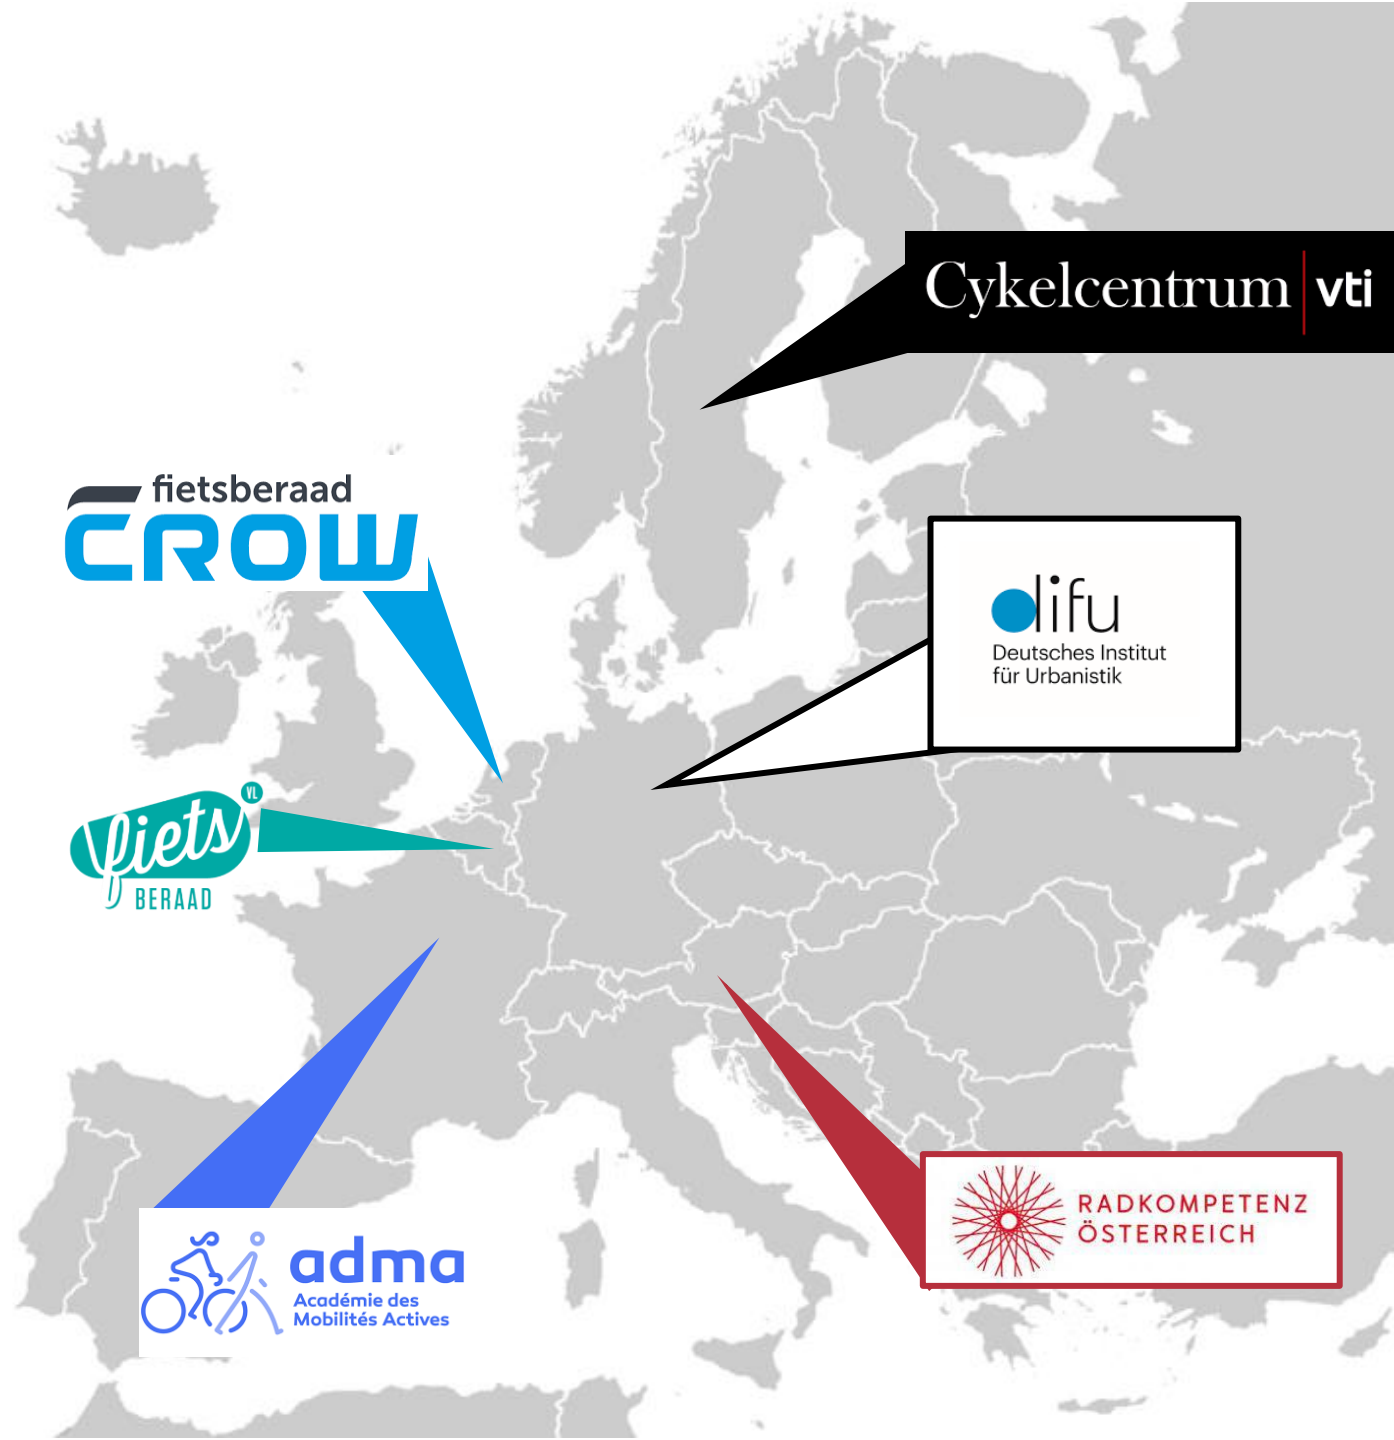 Cykelcentrum vti
fietsberaad
CROW
difu
Deutsches Institut
für Urbanistik
VL
fiets
BERAAD
RADKOMPETENZ
ÖSTERREICH
adma
Académie des
Mobilités Actives